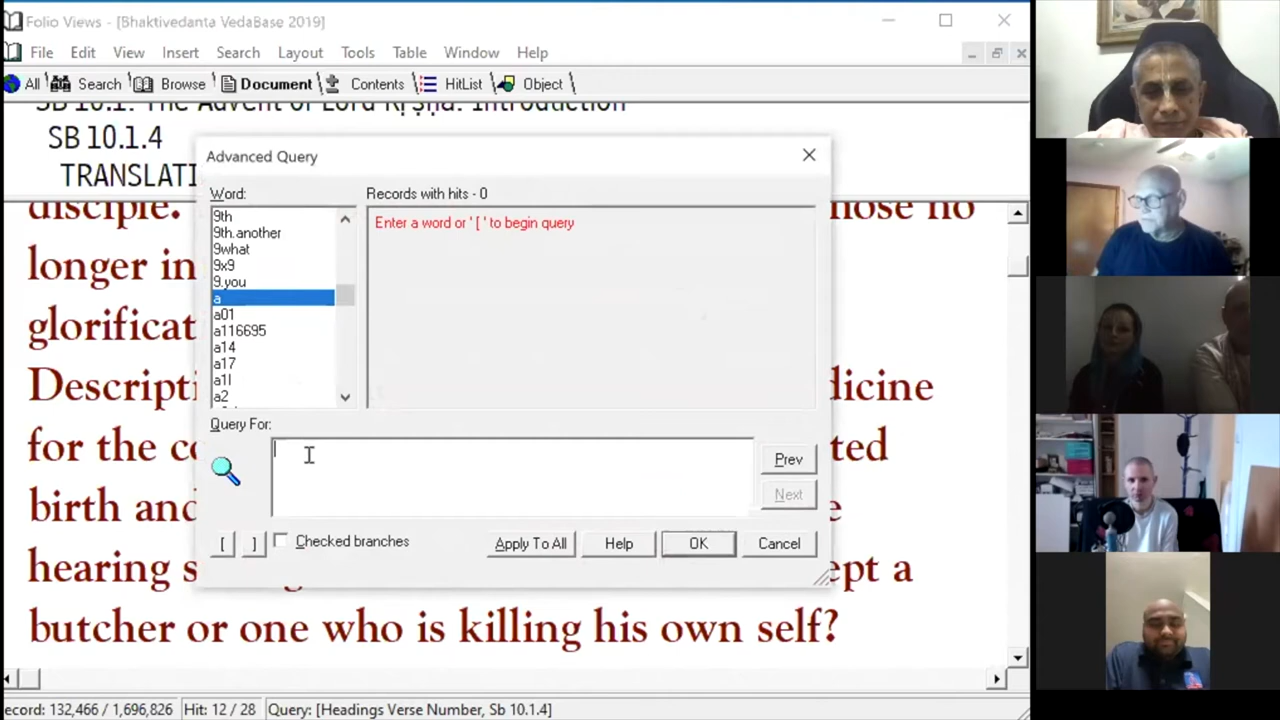 Folio Views - [Bhaktivedanta VedaBase 2019]
File Edit View Insert Search Layout Tools Table Window Help
All Search Browse Document Contents HitList Object
SB 10.1: The Advent of Lord Kṛṣṇa: Introduction
SB 10.1.4
TRANSLATI
Advanced Query
Word:
Records with hits - 0
9th
9th.another
9what
9x9
9.you
a
a01
a116695
a14
a17
a1l
a2
Enter a word or ' [ ' to begin query
Query For:
Prev
Next
[ ] Checked branches
Apply To All Help OK Cancel
disciple. hose no
longer in
glorificati
Descripti dicine
for the co ted
birth and e
hearing s ept a
butcher or one who is killing his own self?
ecord: 132,466 / 1,696,826 Hit: 12 / 28 Query: [Headings Verse Number, Sb 10.1.4]